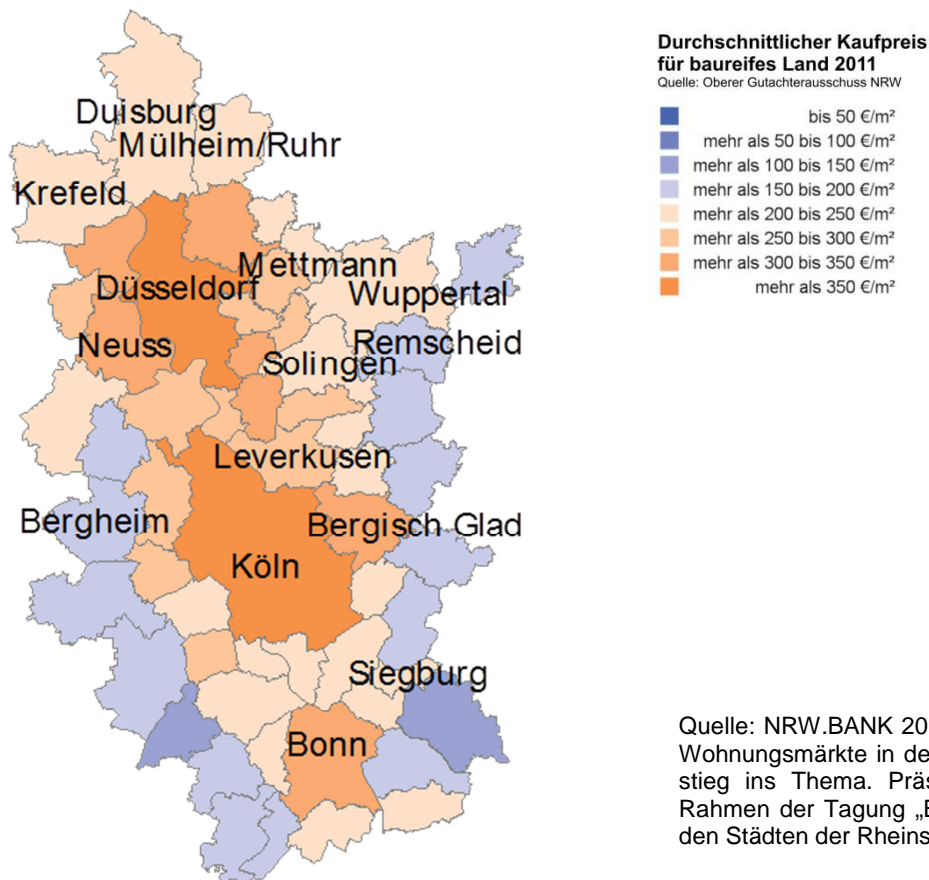 Durchschnittlicher Kaufpreis
für baureifes Land 2011
Quelle: Oberer Gutachterausschuss NRW
bis 50 €/m²
mehr als 50 bis 100 €/m²
mehr als 100 bis 150 €/m²
mehr als 150 bis 200 €/m²
mehr als 200 bis 250 €/m²
mehr als 250 bis 300 €/m²
mehr als 300 bis 350 €/m²
mehr als 350 €/m²
Duisburg
Mülheim/Ruhr
Krefeld
Mettmann
Düsseldorf
Wuppertal
Neuss
Remscheid
Solingen
Leverkusen
Bergheim
Bergisch Glad
Köln
Siegburg
Bonn
Quelle: NRW.BANK 20
Wohnungsmärkte in de
stieg ins Thema. Präs
Rahmen der Tagung „
den Städten der Rheins